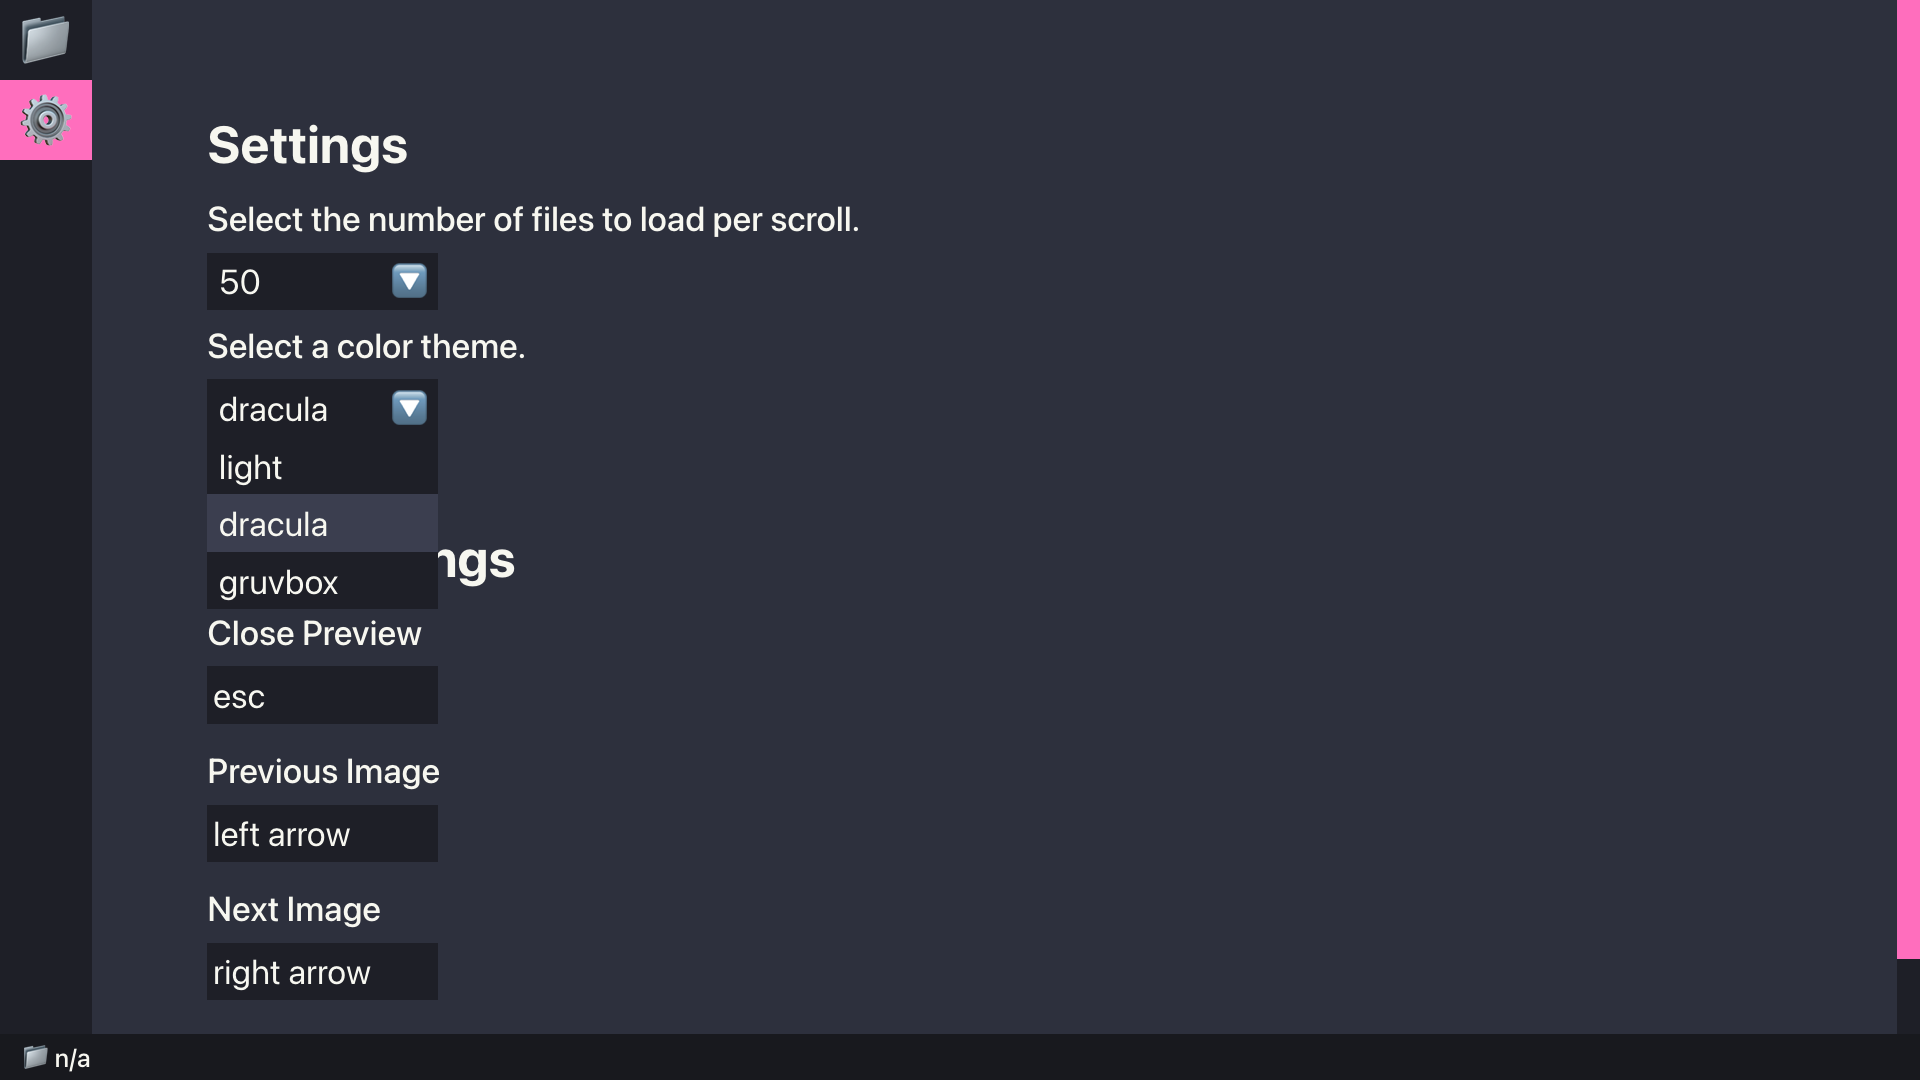 Settings
Select the number of files to load per scroll.
50
Select a color theme.
dracula
light
dracula
gruvbox
Close Preview
esc
Previous Image
left arrow
Next Image
right arrow
n/a